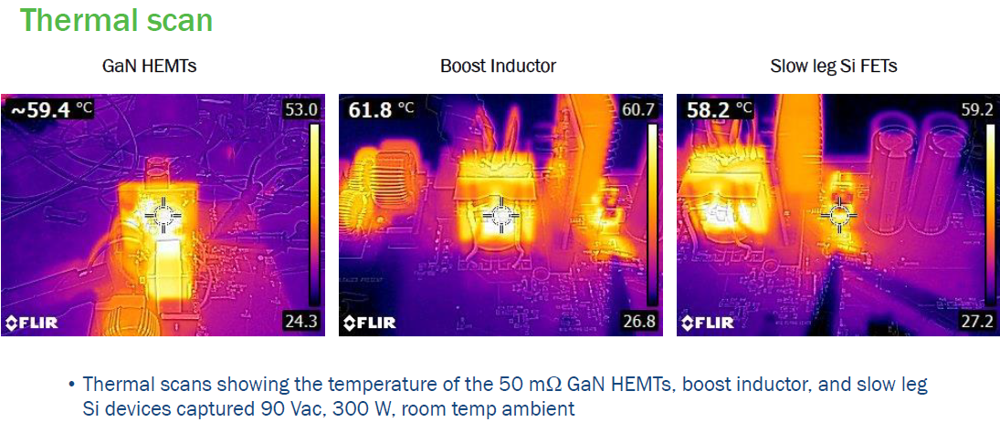 Thermal scan
GaN HEMTs
Boost Inductor
Slow leg Si FETs
~59.4 °C
53.0
24.3
FLIR
61.8 °C
60.7
26.8
FLIR
58.2 °C
59.2
27.2
FLIR
• Thermal scans showing the temperature of the 50 mΩ GaN HEMTs, boost inductor, and slow leg
Si devices captured 90 Vac, 300 W, room temp ambient